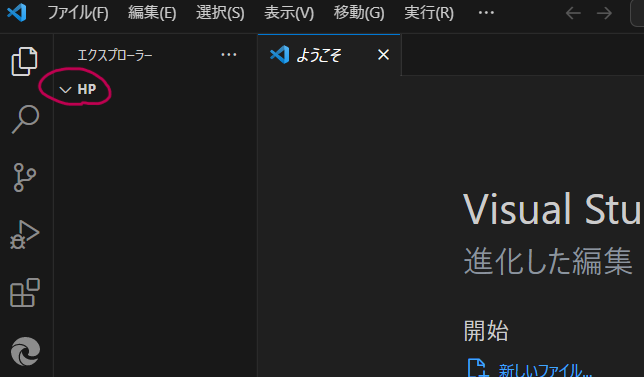 ファイル(F) 編集(E) 選択(S) 表示(V) 移動(G) 実行(R) ···
エクスプローラー ···
ようこそ ×
HP
Visual Stu
進化した編集
開始
新しいファイル...